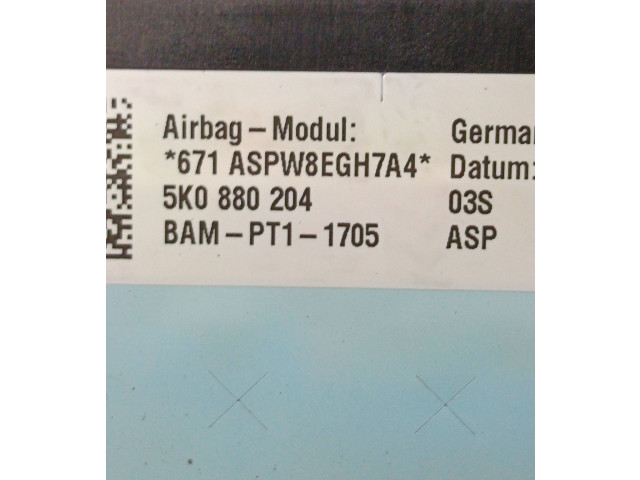 Airbag – Modul: German
*671 ASPW8EGH7A4* Datum:
5K0 880 204 03S
BAM – PT1 – 1705 ASP